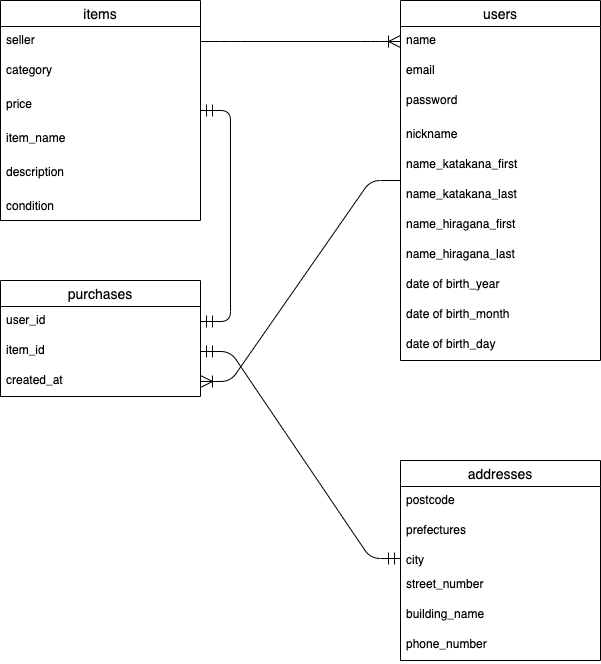 items
seller
category
price
item_name
description
condition
users
name
email
password
nickname
name_katakana_first
name_katakana_last
name_hiragana_first
name_hiragana_last
date of birth_year
date of birth_month
date of birth_day
purchases
user_id
item_id
created_at
addresses
postcode
prefectures
city
street_number
building_name
phone_number